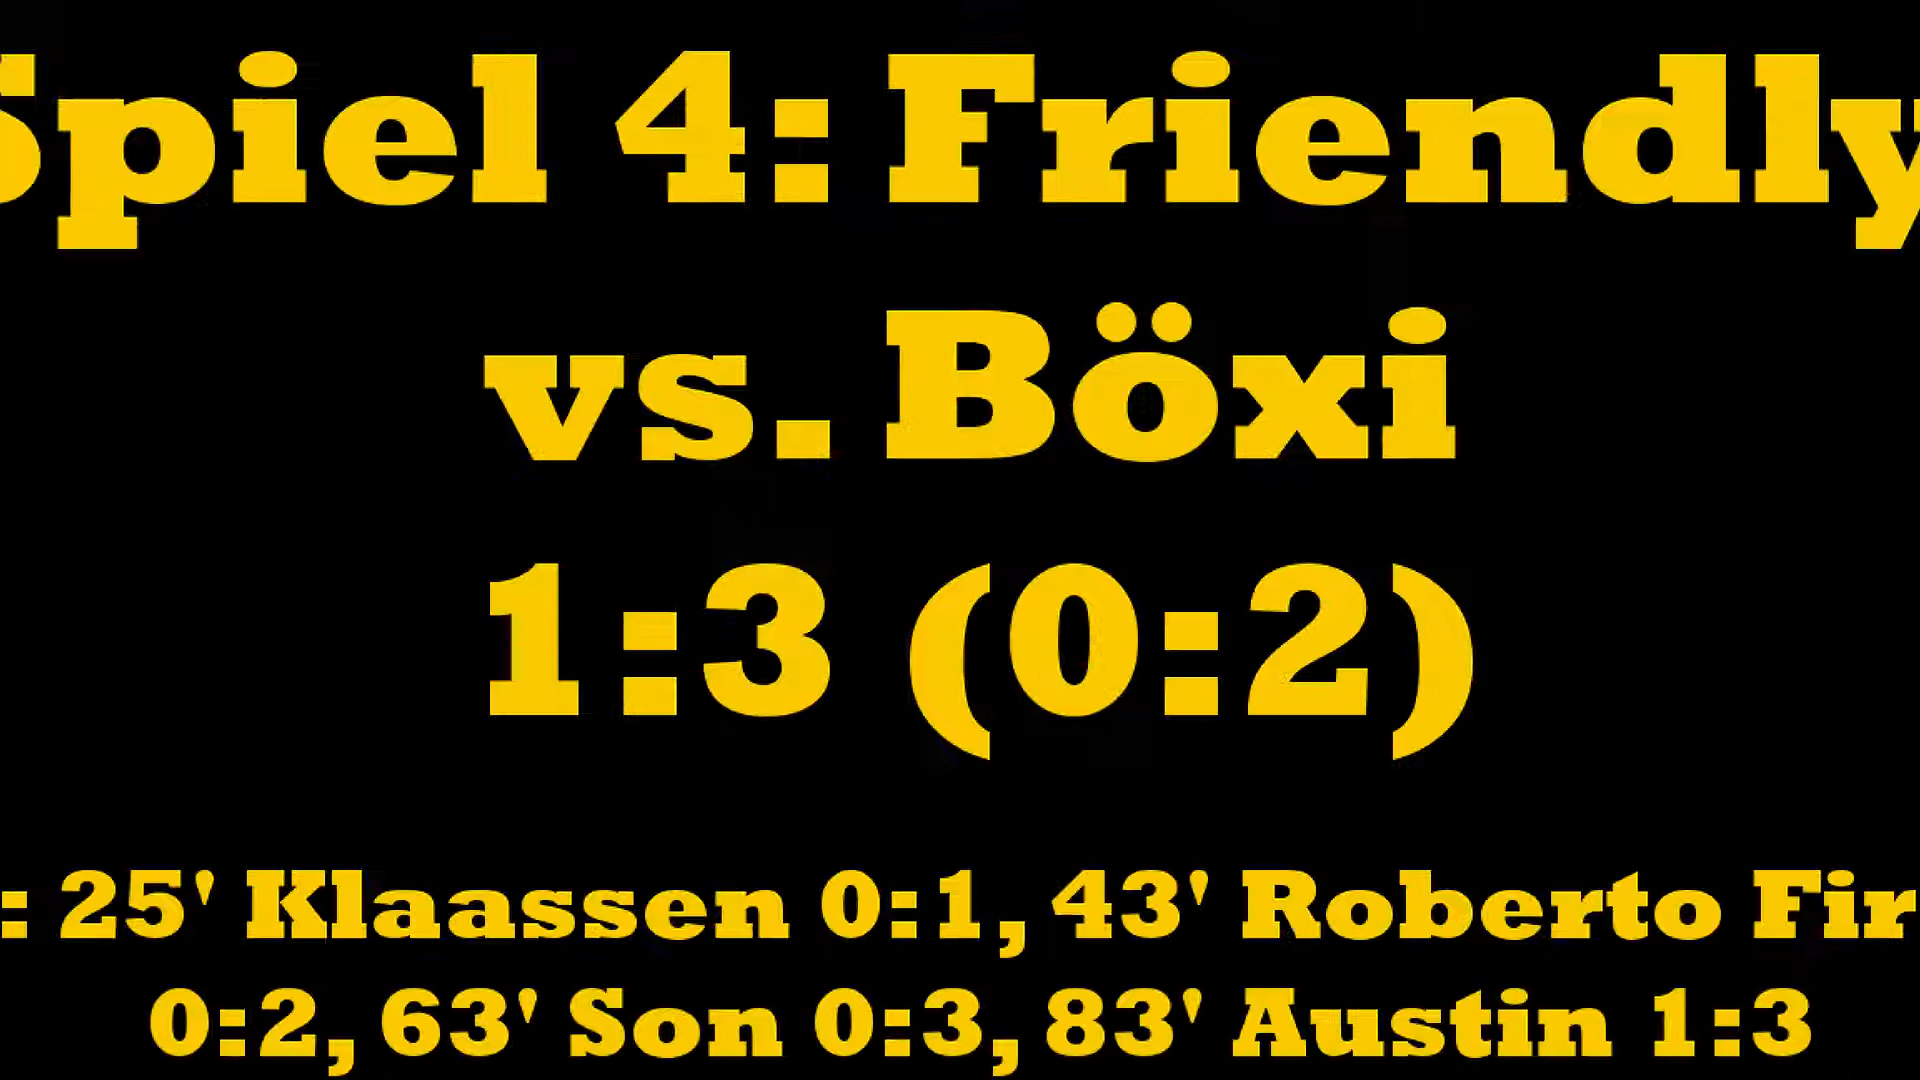 Spiel 4: Friendly
vs. Böxi
1:3 (0:2)
: 25' Klaassen 0:1, 43' Roberto Fir
0:2, 63' Son 0:3, 83' Austin 1:3